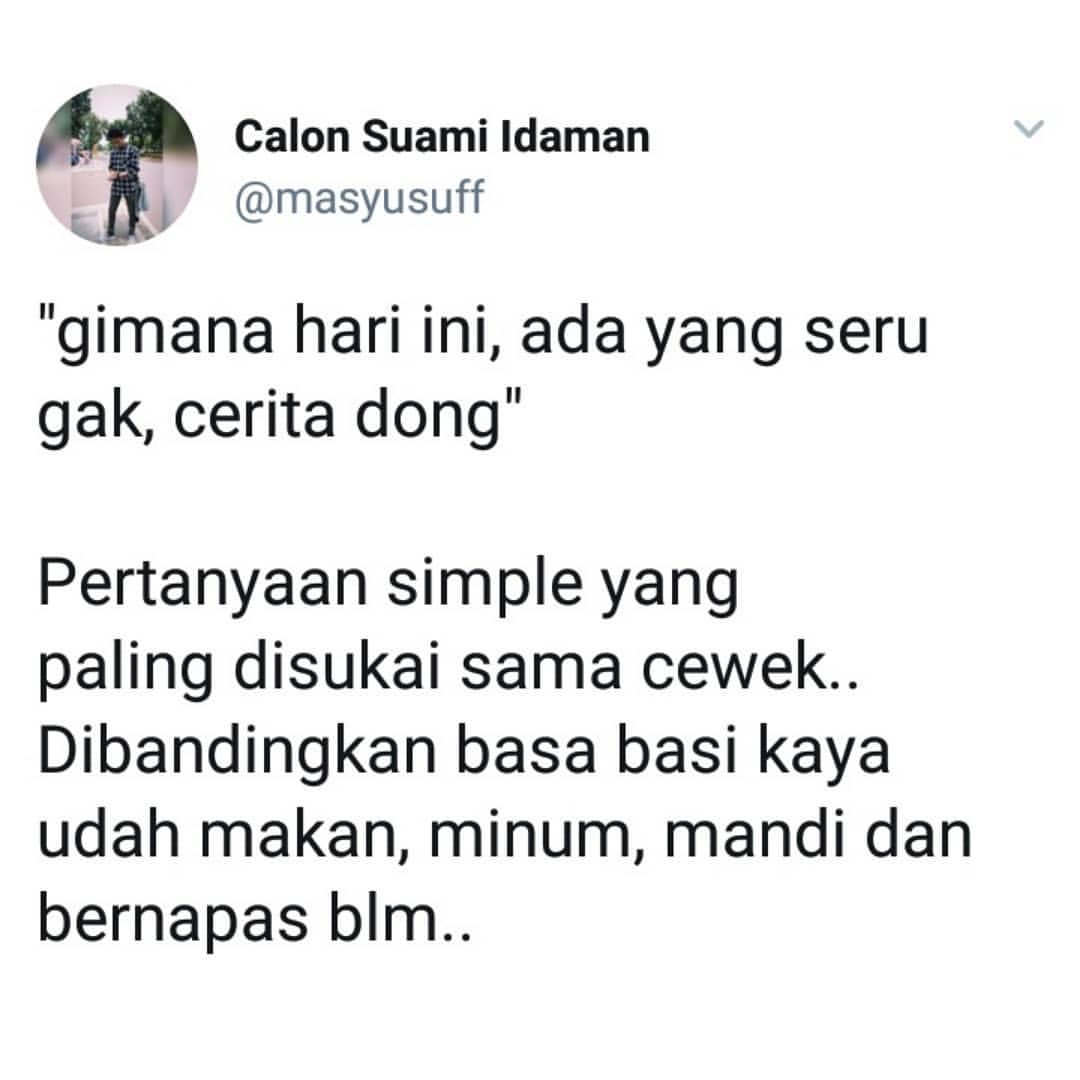 Calon Suami Idaman
@masyusuff
"gimana hari ini, ada yang seru
gak, cerita dong"
Pertanyaan simple yang
paling disukai sama cewek..
Dibandingkan basa basi kaya
udah makan, minum, mandi dan
bernapas blm..